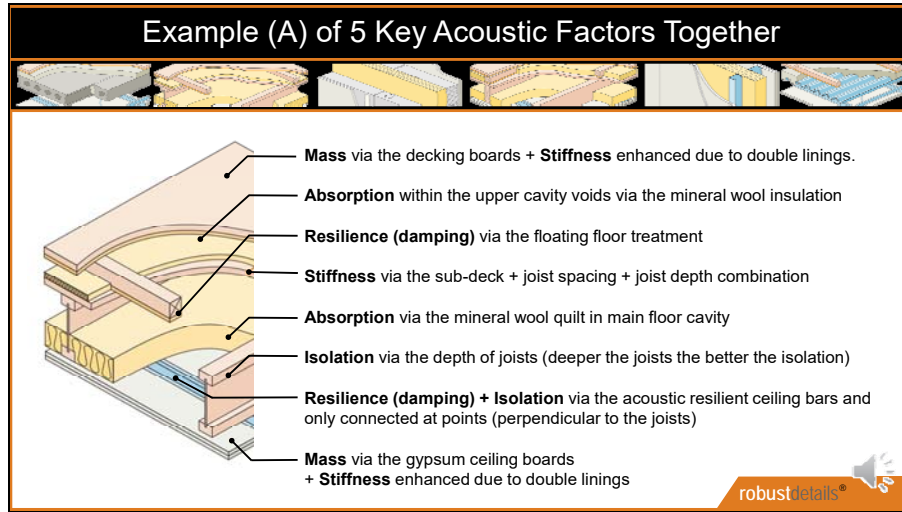 Example (A) of 5 Key Acoustic Factors Together
Mass via the decking boards + Stiffness enhanced due to double linings.
Absorption within the upper cavity voids via the mineral wool insulation
Resilience (damping) via the floating floor treatment
Stiffness via the sub-deck + joist spacing + joist depth combination
Absorption via the mineral wool quilt in main floor cavity
Isolation via the depth of joists (deeper the joists the better the isolation)
Resilience (damping) + Isolation via the acoustic resilient ceiling bars and
only connected at points (perpendicular to the joists)
Mass via the gypsum ceiling boards
+ Stiffness enhanced due to double linings
robustdetails®